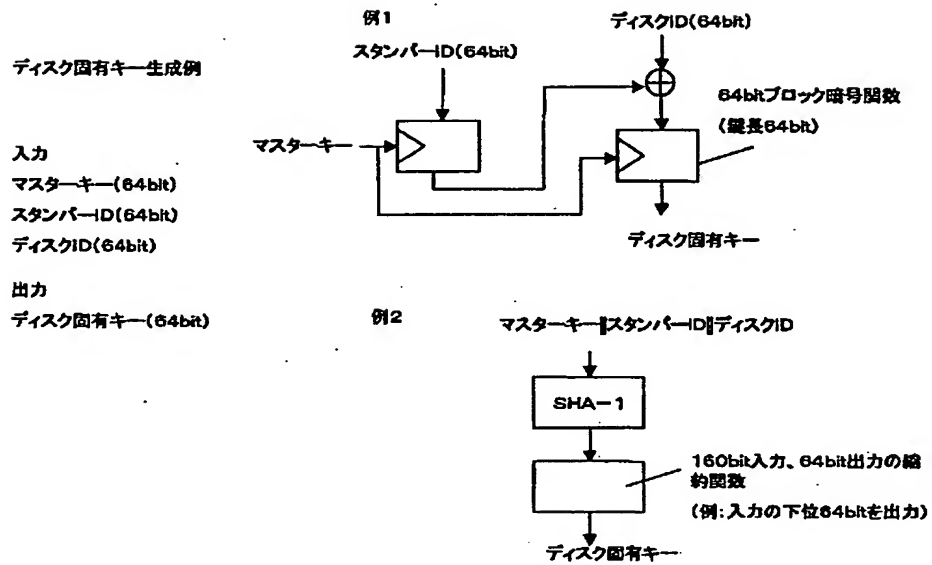 ディスク固有キー生成例
入力
マスターキー(64bit)
スタンパーID(64bit)
ディスクID(64bit)
出力
ディスク固有キー(64bit)
例1
スタンパーID(64bit)
ディスクID(64bit)
マスターキー
64bitブロック暗号関数
(鍵長64bit)
ディスク固有キー
例2
マスターキー||スタンパーID||ディスクID
SHA-1
160bit入力、64bit出力の縮
約関数
(例:入力の下位64bitを出力)
ディスク固有キー